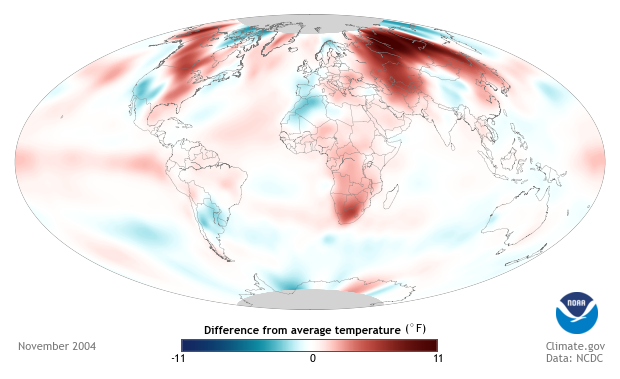 NOAA
Difference from average temperature (°F)
-11 0 11
November 2004
Climate.gov
Data: NCDC